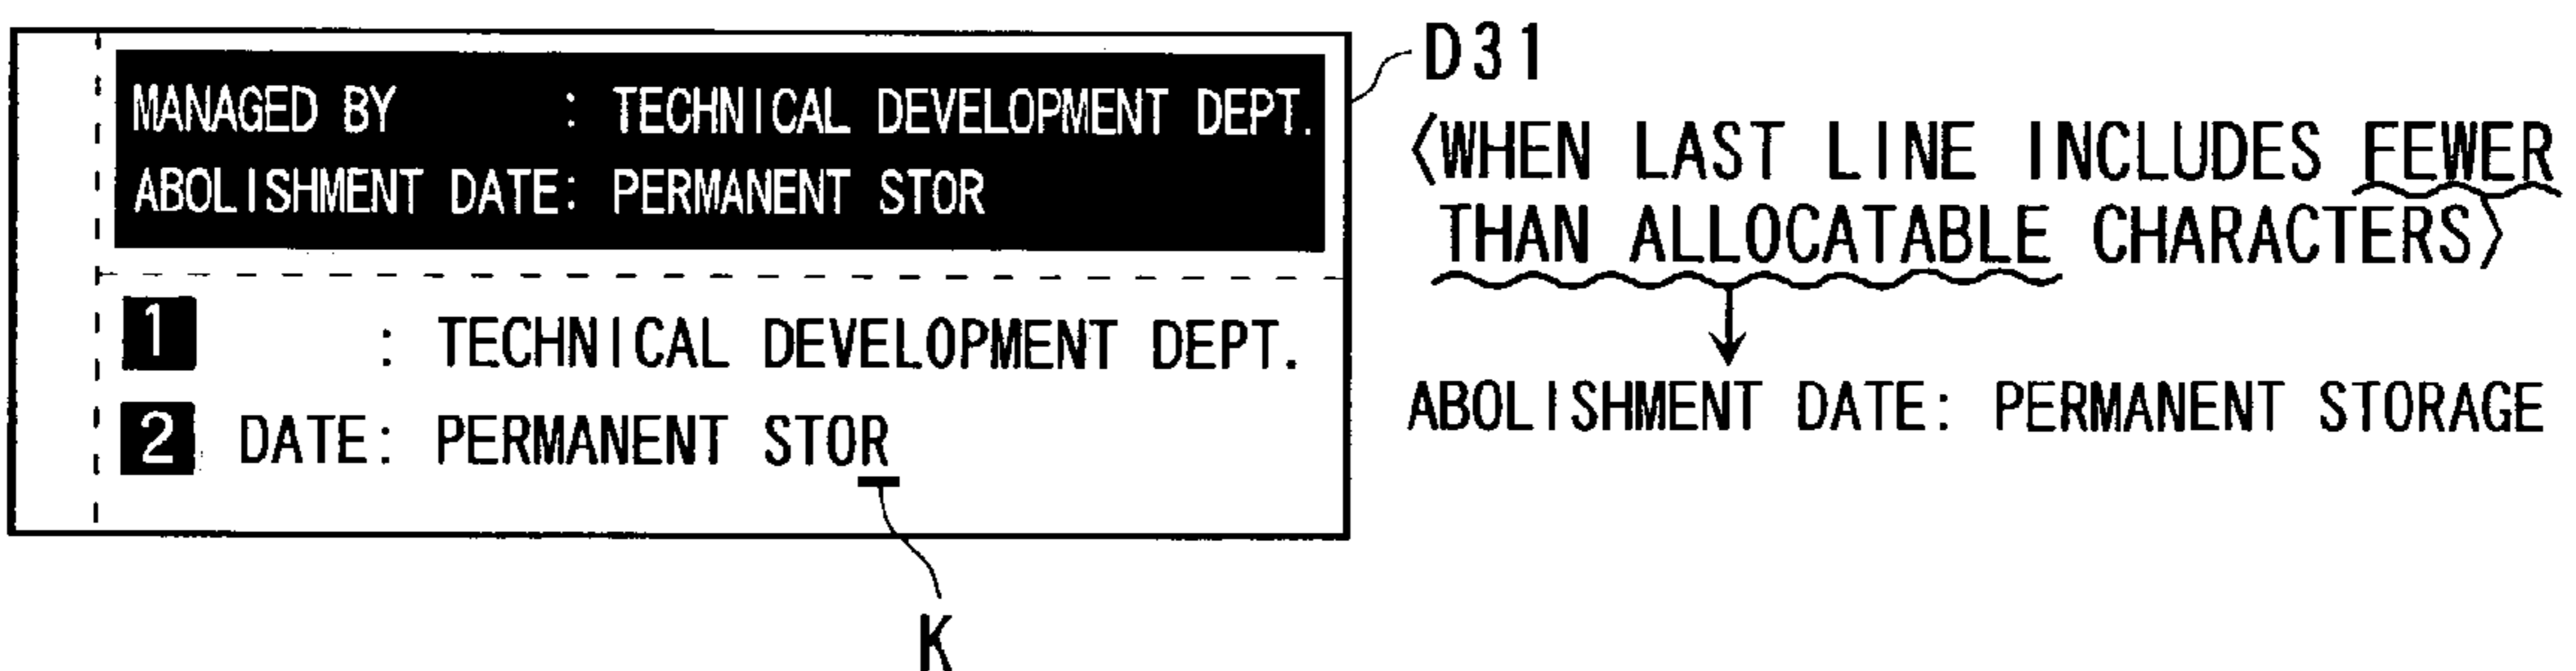 D31
MANAGED BY : TECHNICAL DEVELOPMENT DEPT.
ABOLISHMENT DATE: PERMANENT STOR
1 : TECHNICAL DEVELOPMENT DEPT.
2 DATE: PERMANENT STOR
K
〈WHEN LAST LINE INCLUDES FEWER
THAN ALLOCATABLE CHARACTERS〉
ABOLISHMENT DATE: PERMANENT STORAGE